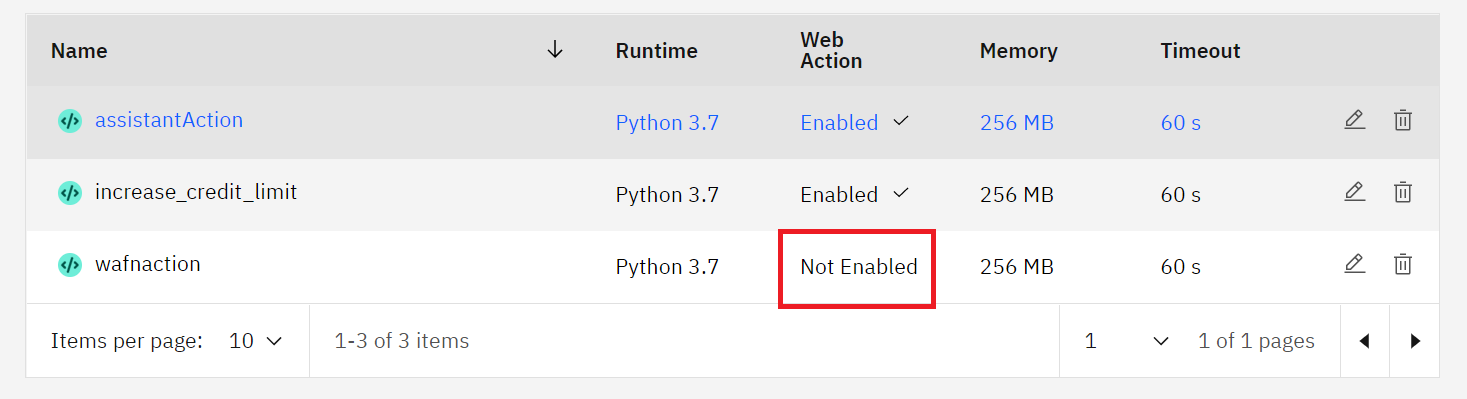 Name Runtime Web Action Memory Timeout
assistantAction Python 3.7 Enabled 256 MB 60 s
increase_credit_limit Python 3.7 Enabled 256 MB 60 s
wafnaction Python 3.7 Not Enabled 256 MB 60 s
Items per page: 10 1-3 of 3 items 1 1 of 1 pages